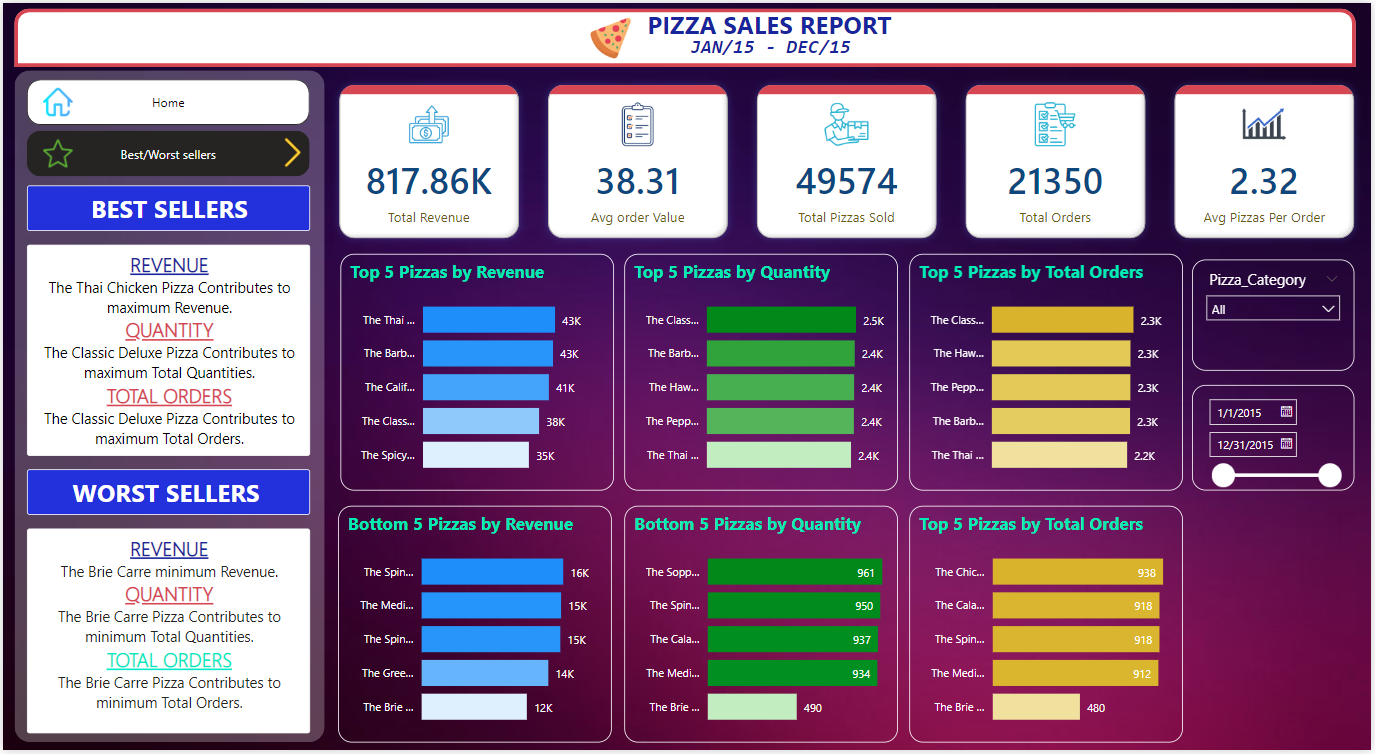 PIZZA SALES REPORT
JAN/15 - DEC/15
Home
Best/Worst sellers
BEST SELLERS
REVENUE
The Thai Chicken Pizza Contributes to
maximum Revenue.
QUANTITY
The Classic Deluxe Pizza Contributes to
maximum Total Quantities.
TOTAL ORDERS
The Classic Deluxe Pizza Contributes to
maximum Total Orders.
WORST SELLERS
REVENUE
The Brie Carre minimum Revenue.
QUANTITY
The Brie Carre Pizza Contributes to
minimum Total Quantities.
TOTAL ORDERS
The Brie Carre Pizza Contributes to
minimum Total Orders.
817.86K
Total Revenue
38.31
Avg order Value
49574
Total Pizzas Sold
21350
Total Orders
2.32
Avg Pizzas Per Order
Top 5 Pizzas by Revenue
The Thai ... 43K
The Barb... 43K
The Calif... 41K
The Class... 38K
The Spicy... 35K
Top 5 Pizzas by Quantity
The Class... 2.5K
The Barb... 2.4K
The Haw... 2.4K
The Pepp... 2.4K
The Thai ... 2.4K
Top 5 Pizzas by Total Orders
The Class... 2.3K
The Haw... 2.3K
The Pepp... 2.3K
The Barb... 2.3K
The Thai ... 2.2K
Pizza_Category
All
1/1/2015
12/31/2015
Bottom 5 Pizzas by Revenue
The Spin... 16K
The Medi... 15K
The Spin... 15K
The Gree... 14K
The Brie ... 12K
Bottom 5 Pizzas by Quantity
The Sopp... 961
The Spin... 950
The Cala... 937
The Medi... 934
The Brie ... 490
Top 5 Pizzas by Total Orders
The Chic... 938
The Cala... 918
The Spin... 918
The Medi... 912
The Brie ... 480